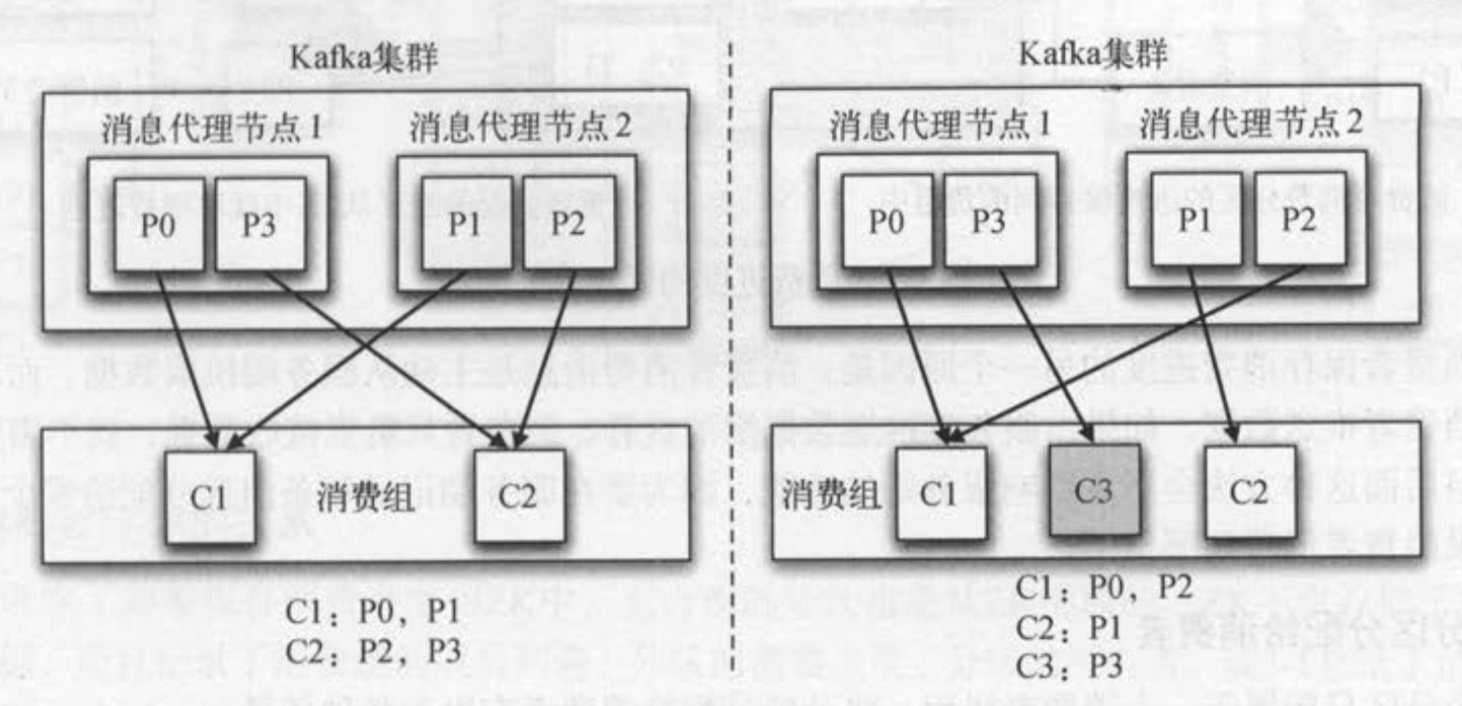 Kafka集群
消息代理节点1
消息代理节点2
P0
P3
P1
P2
C1
消费组
C2
C1：P0，P1
C2：P2，P3
Kafka集群
消息代理节点1
消息代理节点2
P0
P3
P1
P2
消费组
C1
C3
C2
C1：P0，P2
C2：P1
C3：P3